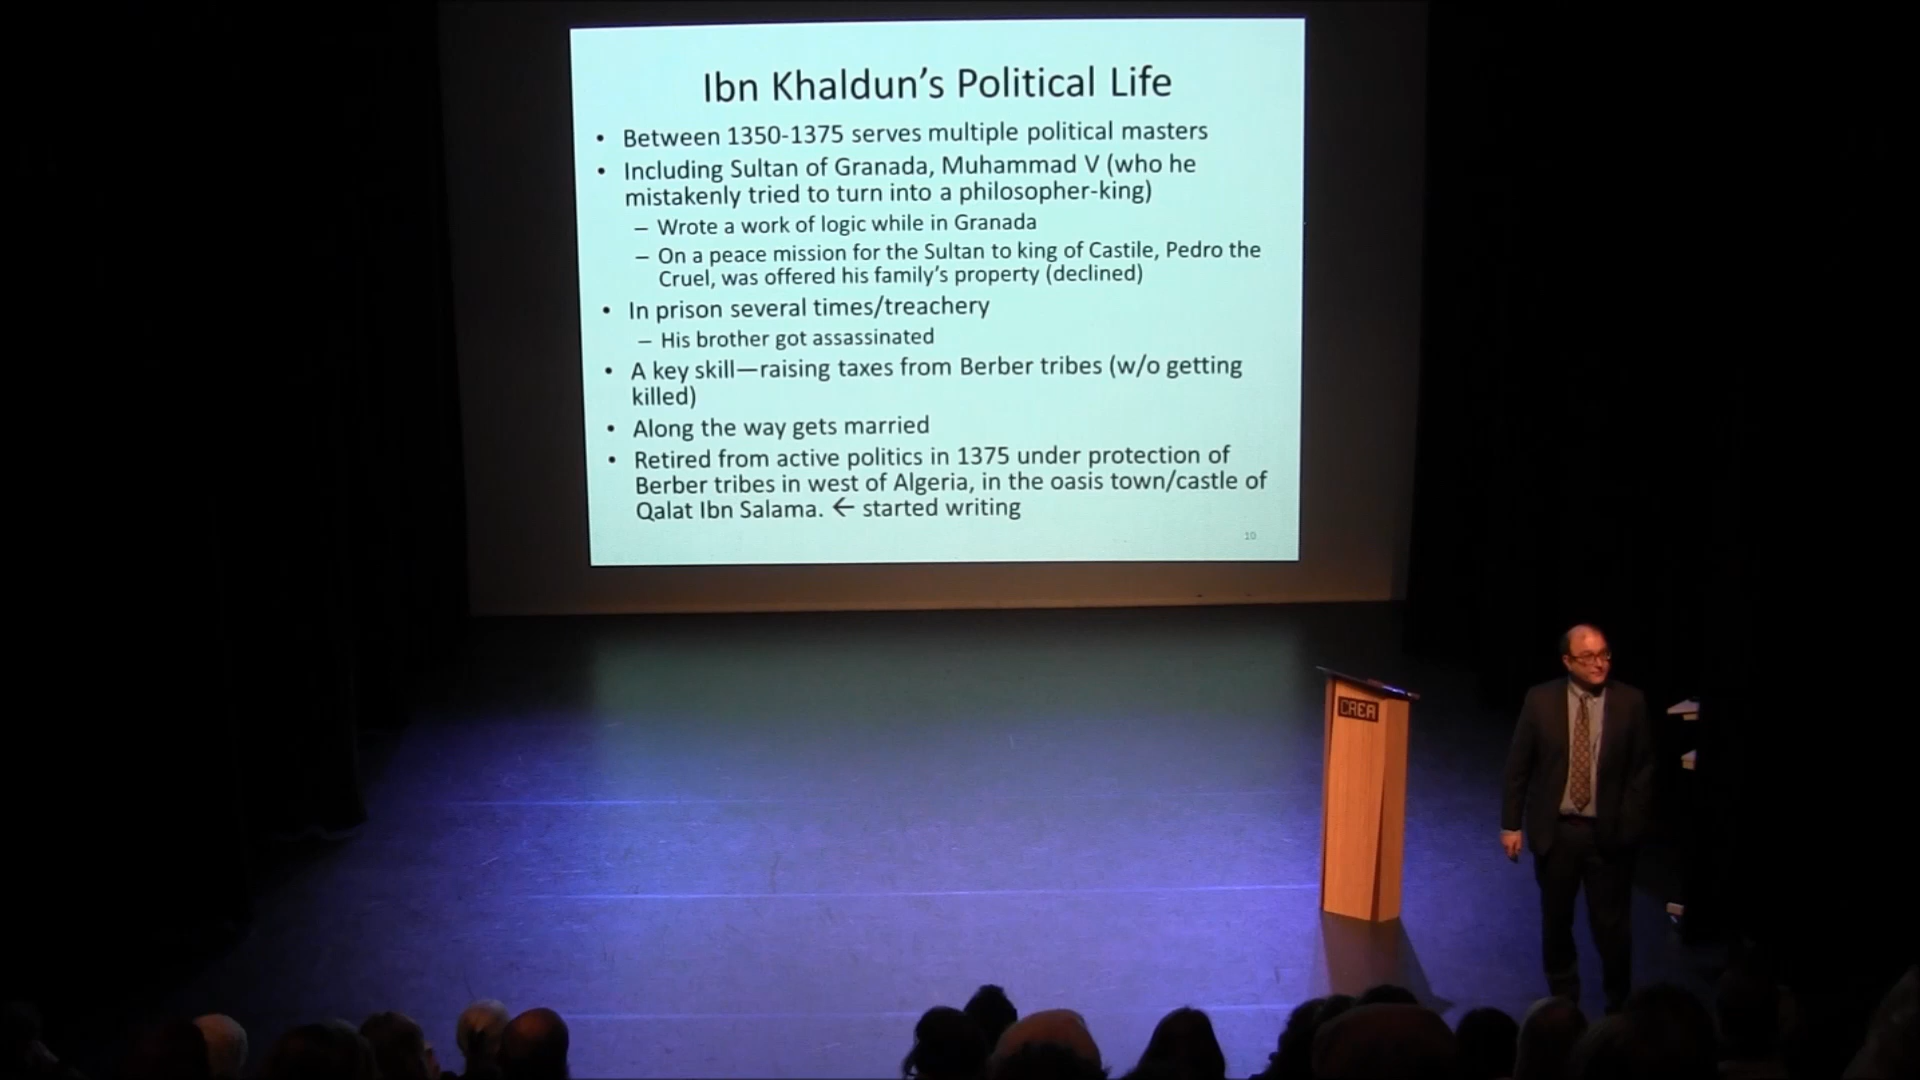 Ibn Khaldun's Political Life
• Between 1350-1375 serves multiple political masters
• Including Sultan of Granada, Muhammad V (who he
mistakenly tried to turn into a philosopher-king)
– Wrote a work of logic while in Granada
– On a peace mission for the Sultan to king of Castile, Pedro the
Cruel, was offered his family's property (declined)
• In prison several times/treachery
– His brother got assassinated
• A key skill—raising taxes from Berber tribes (w/o getting
killed)
• Along the way gets married
• Retired from active politics in 1375 under protection of
Berber tribes in west of Algeria, in the oasis town/castle of
Qalat Ibn Salama. ← started writing
10
CREA